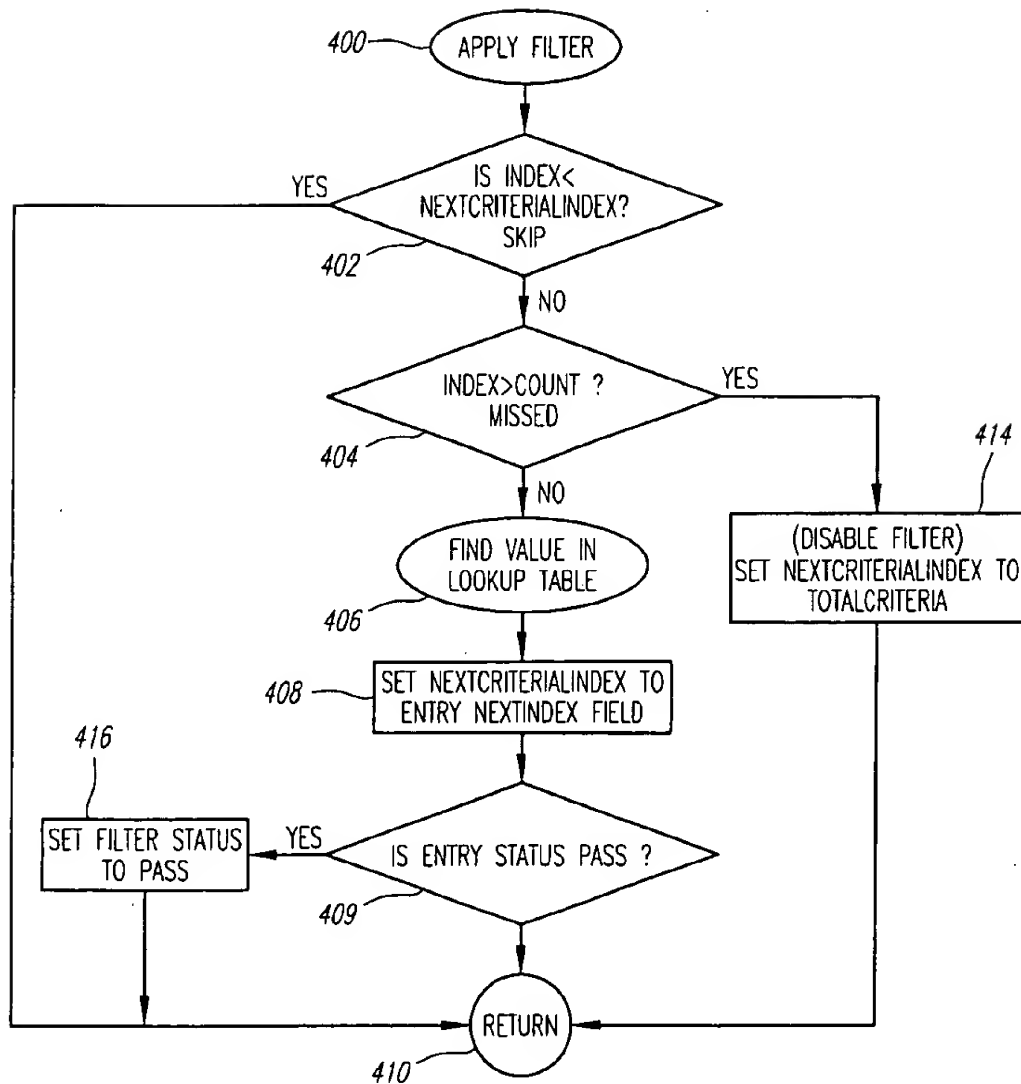 400
APPLY FILTER
IS INDEX<
NEXTCRITERIALINDEX?
SKIP
YES
402
NO
INDEX>COUNT ?
MISSED
YES
404
NO
414
FIND VALUE IN
LOOKUP TABLE
406
(DISABLE FILTER)
SET NEXTCRITERIALINDEX TO
TOTALCRITERIA
408
SET NEXTCRITERIALINDEX TO
ENTRY NEXTINDEX FIELD
416
SET FILTER STATUS
TO PASS
YES
IS ENTRY STATUS PASS ?
409
RETURN
410